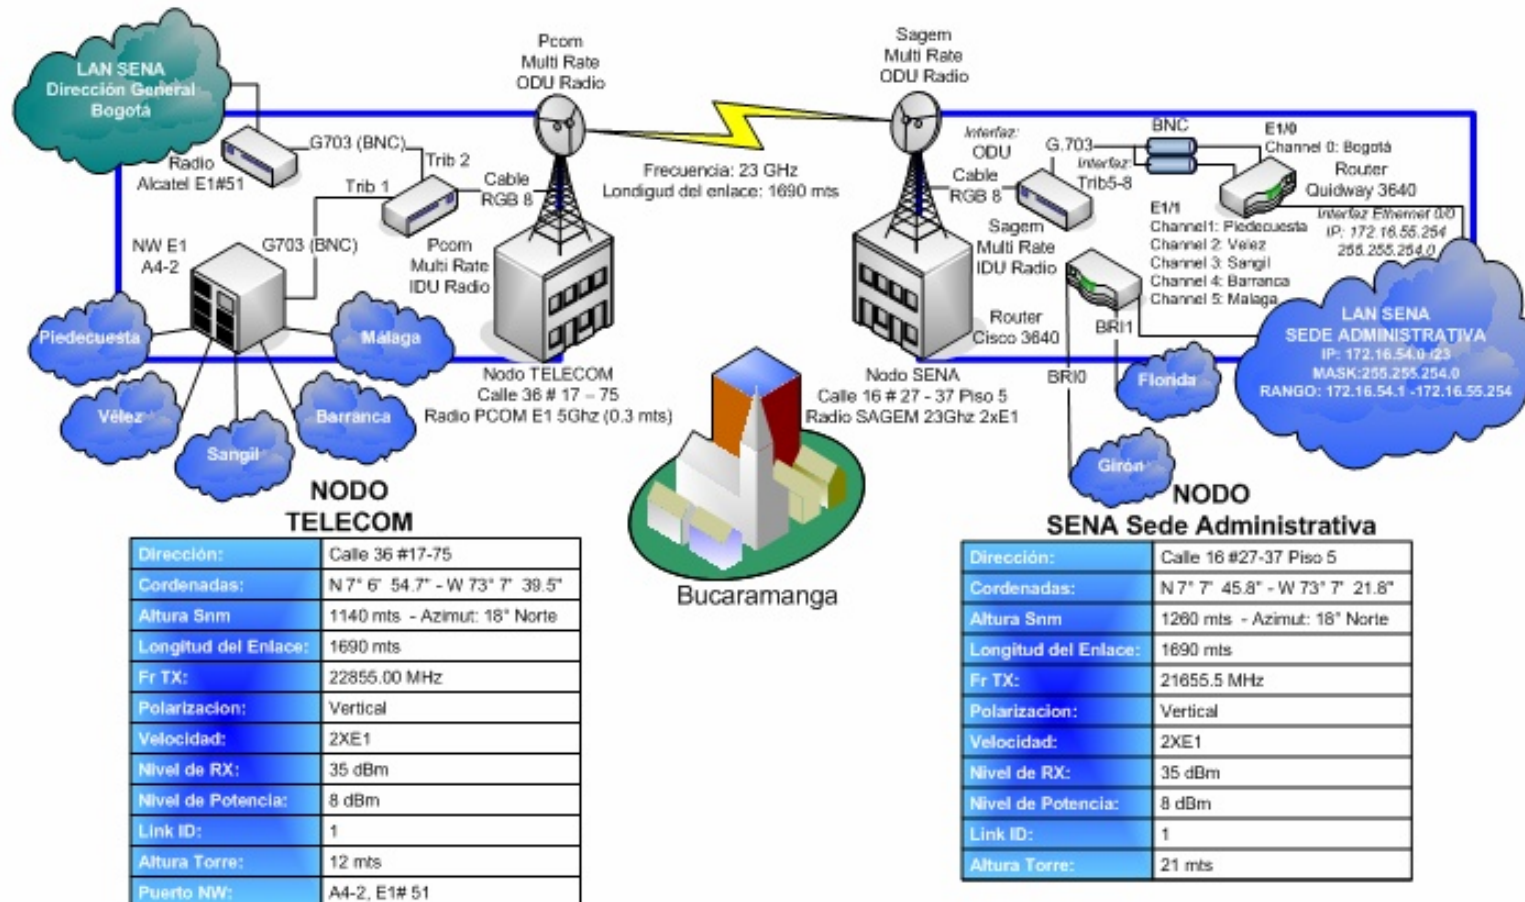 LAN SENA
Dirección General
Bogotá
Radio
Alcatel E1#51
G703 (BNC)
Trib 2
Trib 1
NW E1
A4-2
G703 (BNC)
Pcom
Multi Rate
IDU Radio
Cable
RGB 8
Pcom
Multi Rate
ODU Radio
Frecuencia: 23 GHz
Londigud del enlace: 1690 mts
Sagem
Multi Rate
ODU Radio
Interfaz:
ODU
Cable
RGB 8
G.703
Interfaz:
Trib5-8
BNC
E1/0
Channel 0: Bogotá
Router
Quidway 3640
Interfaz Ethernet 0/0
IP: 172.16.55.254
255.255.254.0
Sagem
Multi Rate
IDU Radio
E1/1
Channel1: Piedecuesta
Channel 2: Velez
Channel 3: Sangil
Channel 4: Barranca
Channel 5: Malaga
Router
Cisco 3640
BRI1
BRI0
Florida
Girón
LAN SENA
SEDE ADMINISTRATIVA
IP: 172.16.54.0 /23
MASK:255.255.254.0
RANGO: 172.16.54.1 -172.16.55.254
Piedecuesta
Málaga
Vélez
Barranca
Sangil
Nodo TELECOM
Calle 36 # 17 – 75
Radio PCOM E1 5Ghz (0.3 mts)
Nodo SENA
Calle 16 # 27 - 37 Piso 5
Radio SAGEM 23Ghz 2xE1
Bucaramanga
NODO
TELECOM
Dirección: Calle 36 #17-75
Cordenadas: N 7° 6' 54.7" - W 73° 7' 39.5"
Altura Snm 1140 mts - Azimut: 18° Norte
Longitud del Enlace: 1690 mts
Fr TX: 22855.00 MHz
Polarizacion: Vertical
Velocidad: 2XE1
Nivel de RX: 35 dBm
Nivel de Potencia: 8 dBm
Link ID: 1
Altura Torre: 12 mts
Puerto NW: A4-2, E1# 51
NODO
SENA Sede Administrativa
Dirección: Calle 16 #27-37 Piso 5
Cordenadas: N 7° 7' 45.8" - W 73° 7' 21.8"
Altura Snm 1260 mts - Azimut: 18° Norte
Longitud del Enlace: 1690 mts
Fr TX: 21655.5 MHz
Polarizacion: Vertical
Velocidad: 2XE1
Nivel de RX: 35 dBm
Nivel de Potencia: 8 dBm
Link ID: 1
Altura Torre: 21 mts